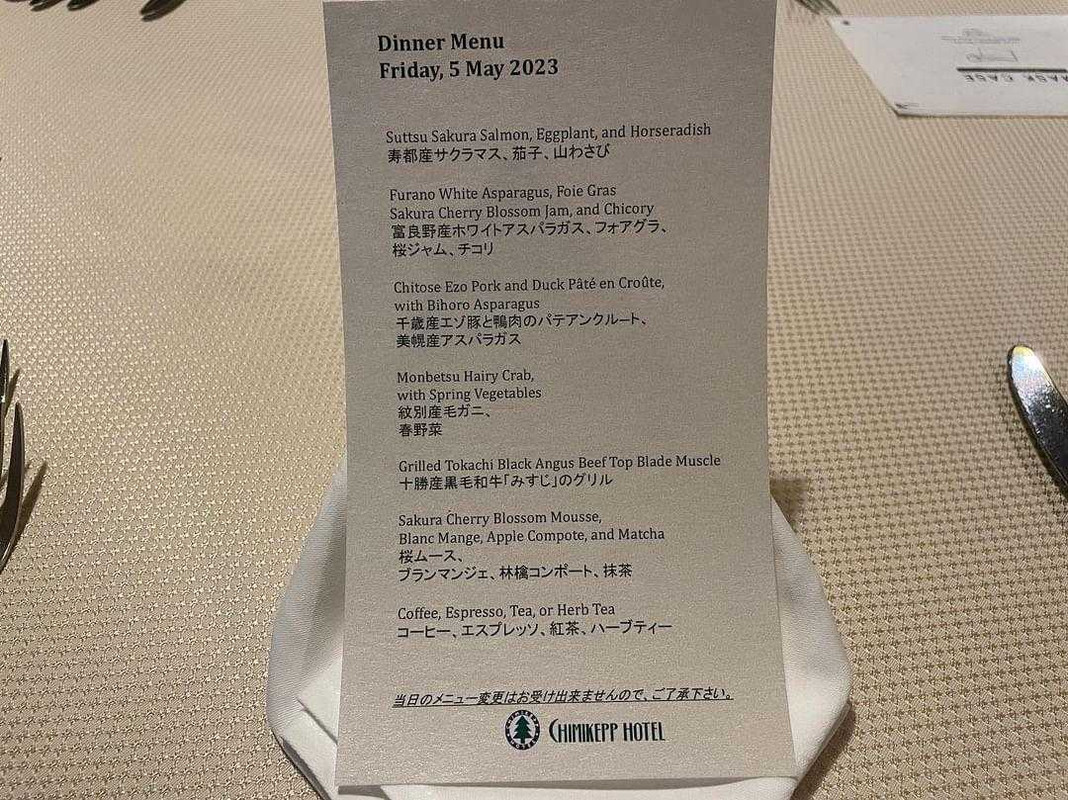 Dinner Menu
Friday, 5 May 2023
Suttsu Sakura Salmon, Eggplant, and Horseradish
寿都産サクラマス、茄子、山わさび
Furano White Asparagus, Foie Gras
Sakura Cherry Blossom Jam, and Chicory
富良野産ホワイトアスパラガス、フォアグラ、
桜ジャム、チコリ
Chitose Ezo Pork and Duck Pâté en Croûte,
with Bihoro Asparagus
千歳産エゾ豚と鴨肉のパテアンクルート、
美幌産アスパラガス
Monbetsu Hairy Crab,
with Spring Vegetables
紋別産毛ガニ、
春野菜
Grilled Tokachi Black Angus Beef Top Blade Muscle
十勝産黒毛和牛「みすじ」のグリル
Sakura Cherry Blossom Mousse,
Blanc Mange, Apple Compote, and Matcha
桜ムース、
ブランマンジェ、林檎コンポート、抹茶
Coffee, Espresso, Tea, or Herb Tea
コーヒー、エスプレッソ、紅茶、ハーブティー
当日のメニュー変更はお受け出来ませんので、ご了承下さい。
CHIMIKEPP HOTEL
MASK CASE